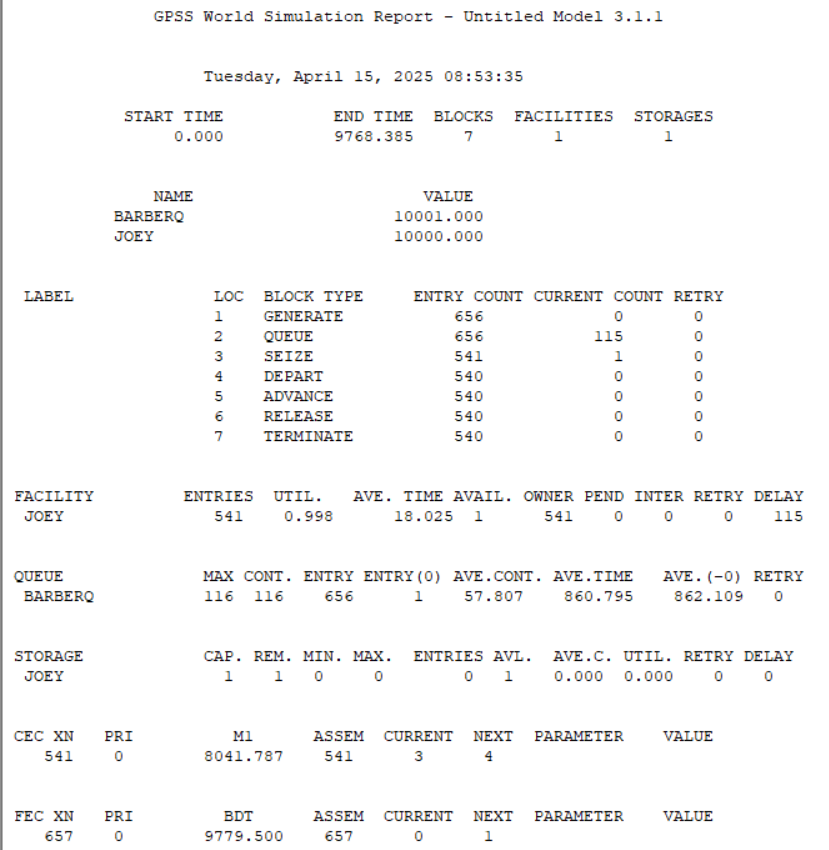 GPSS World Simulation Report - Untitled Model 3.1.1
Tuesday, April 15, 2025 08:53:35
START TIME END TIME BLOCKS FACILITIES STORAGES
0.000 9768.385 7 1 1
NAME VALUE
BARBERQ 10001.000
JOEY 10000.000
LABEL LOC BLOCK TYPE ENTRY COUNT CURRENT COUNT RETRY
1 GENERATE 656 0 0
2 QUEUE 656 115 0
3 SEIZE 541 1 0
4 DEPART 540 0 0
5 ADVANCE 540 0 0
6 RELEASE 540 0 0
7 TERMINATE 540 0 0
FACILITY ENTRIES UTIL. AVE. TIME AVAIL. OWNER PEND INTER RETRY DELAY
JOEY 541 0.998 18.025 1 541 0 0 0 115
QUEUE MAX CONT. ENTRY ENTRY(0) AVE.CONT. AVE.TIME AVE.(-0) RETRY
BARBERQ 116 116 656 1 57.807 860.795 862.109 0
STORAGE CAP. REM. MIN. MAX. ENTRIES AVL. AVE.C. UTIL. RETRY DELAY
JOEY 1 1 0 0 0 1 0.000 0.000 0 0
CEC XN PRI M1 ASSEM CURRENT NEXT PARAMETER VALUE
541 0 8041.787 541 3 4
FEC XN PRI BDT ASSEM CURRENT NEXT PARAMETER VALUE
657 0 9779.500 657 0 1